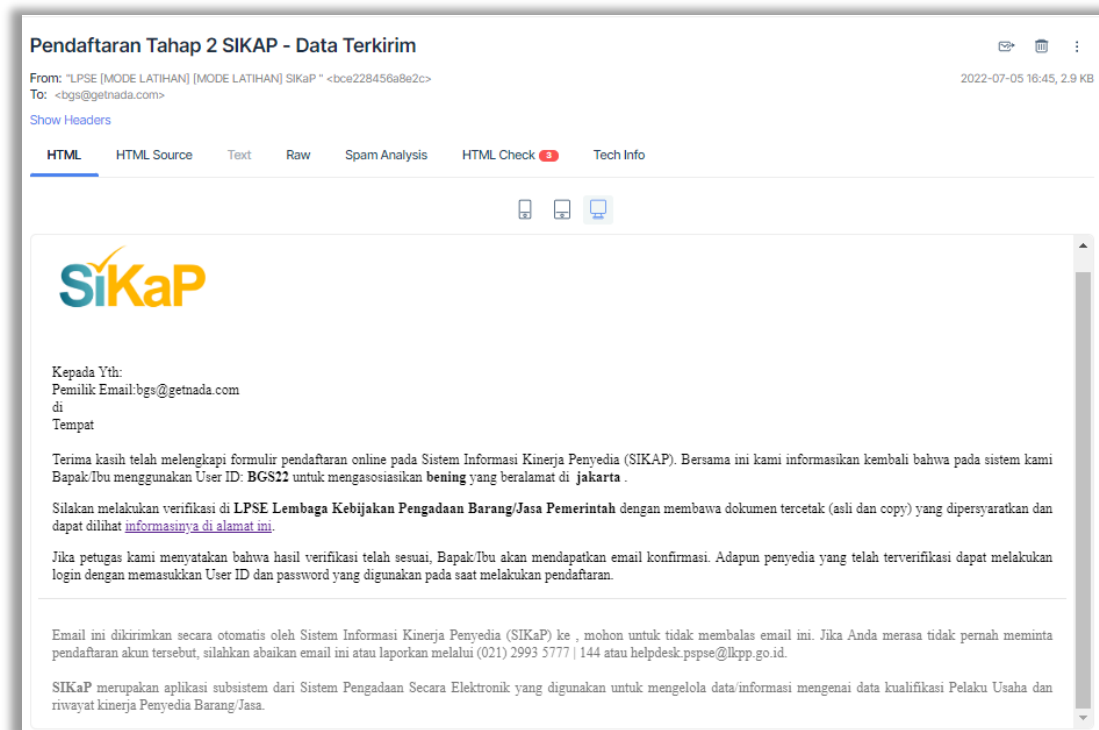 Pendaftaran Tahap 2 SIKAP - Data Terkirim
From: "LPSE [MODE LATIHAN] [MODE LATIHAN] SIKaP " <bce228456a8e2c>
2022-07-05 16:45, 2.9 KB
To: <bgs@getnada.com>
Show Headers
HTML HTML Source Text Raw Spam Analysis HTML Check 3 Tech Info
SiKaP
Kepada Yth:
Pemilik Email:bgs@getnada.com
di
Tempat
Terima kasih telah melengkapi formulir pendaftaran online pada Sistem Informasi Kinerja Penyedia (SIKAP). Bersama ini kami informasikan kembali bahwa pada sistem kami
Bapak/Ibu menggunakan User ID: BGS22 untuk mengasosiasikan bening yang beralamat di jakarta .
Silakan melakukan verifikasi di LPSE Lembaga Kebijakan Pengadaan Barang/Jasa Pemerintah dengan membawa dokumen tercetak (asli dan copy) yang dipersyaratkan dan
dapat dilihat informasinya di alamat ini.
Jika petugas kami menyatakan bahwa hasil verifikasi telah sesuai, Bapak/Ibu akan mendapatkan email konfirmasi. Adapun penyedia yang telah terverifikasi dapat melakukan
login dengan memasukkan User ID dan password yang digunakan pada saat melakukan pendaftaran.
Email ini dikirimkan secara otomatis oleh Sistem Informasi Kinerja Penyedia (SIKaP) ke , mohon untuk tidak membalas email ini. Jika Anda merasa tidak pernah meminta
pendaftaran akun tersebut, silahkan abaikan email ini atau laporkan melalui (021) 2993 5777 | 144 atau helpdesk.pspse@lkpp.go.id.
SIKaP merupakan aplikasi subsistem dari Sistem Pengadaan Secara Elektronik yang digunakan untuk mengelola data/informasi mengenai data kualifikasi Pelaku Usaha dan
riwayat kinerja Penyedia Barang/Jasa.